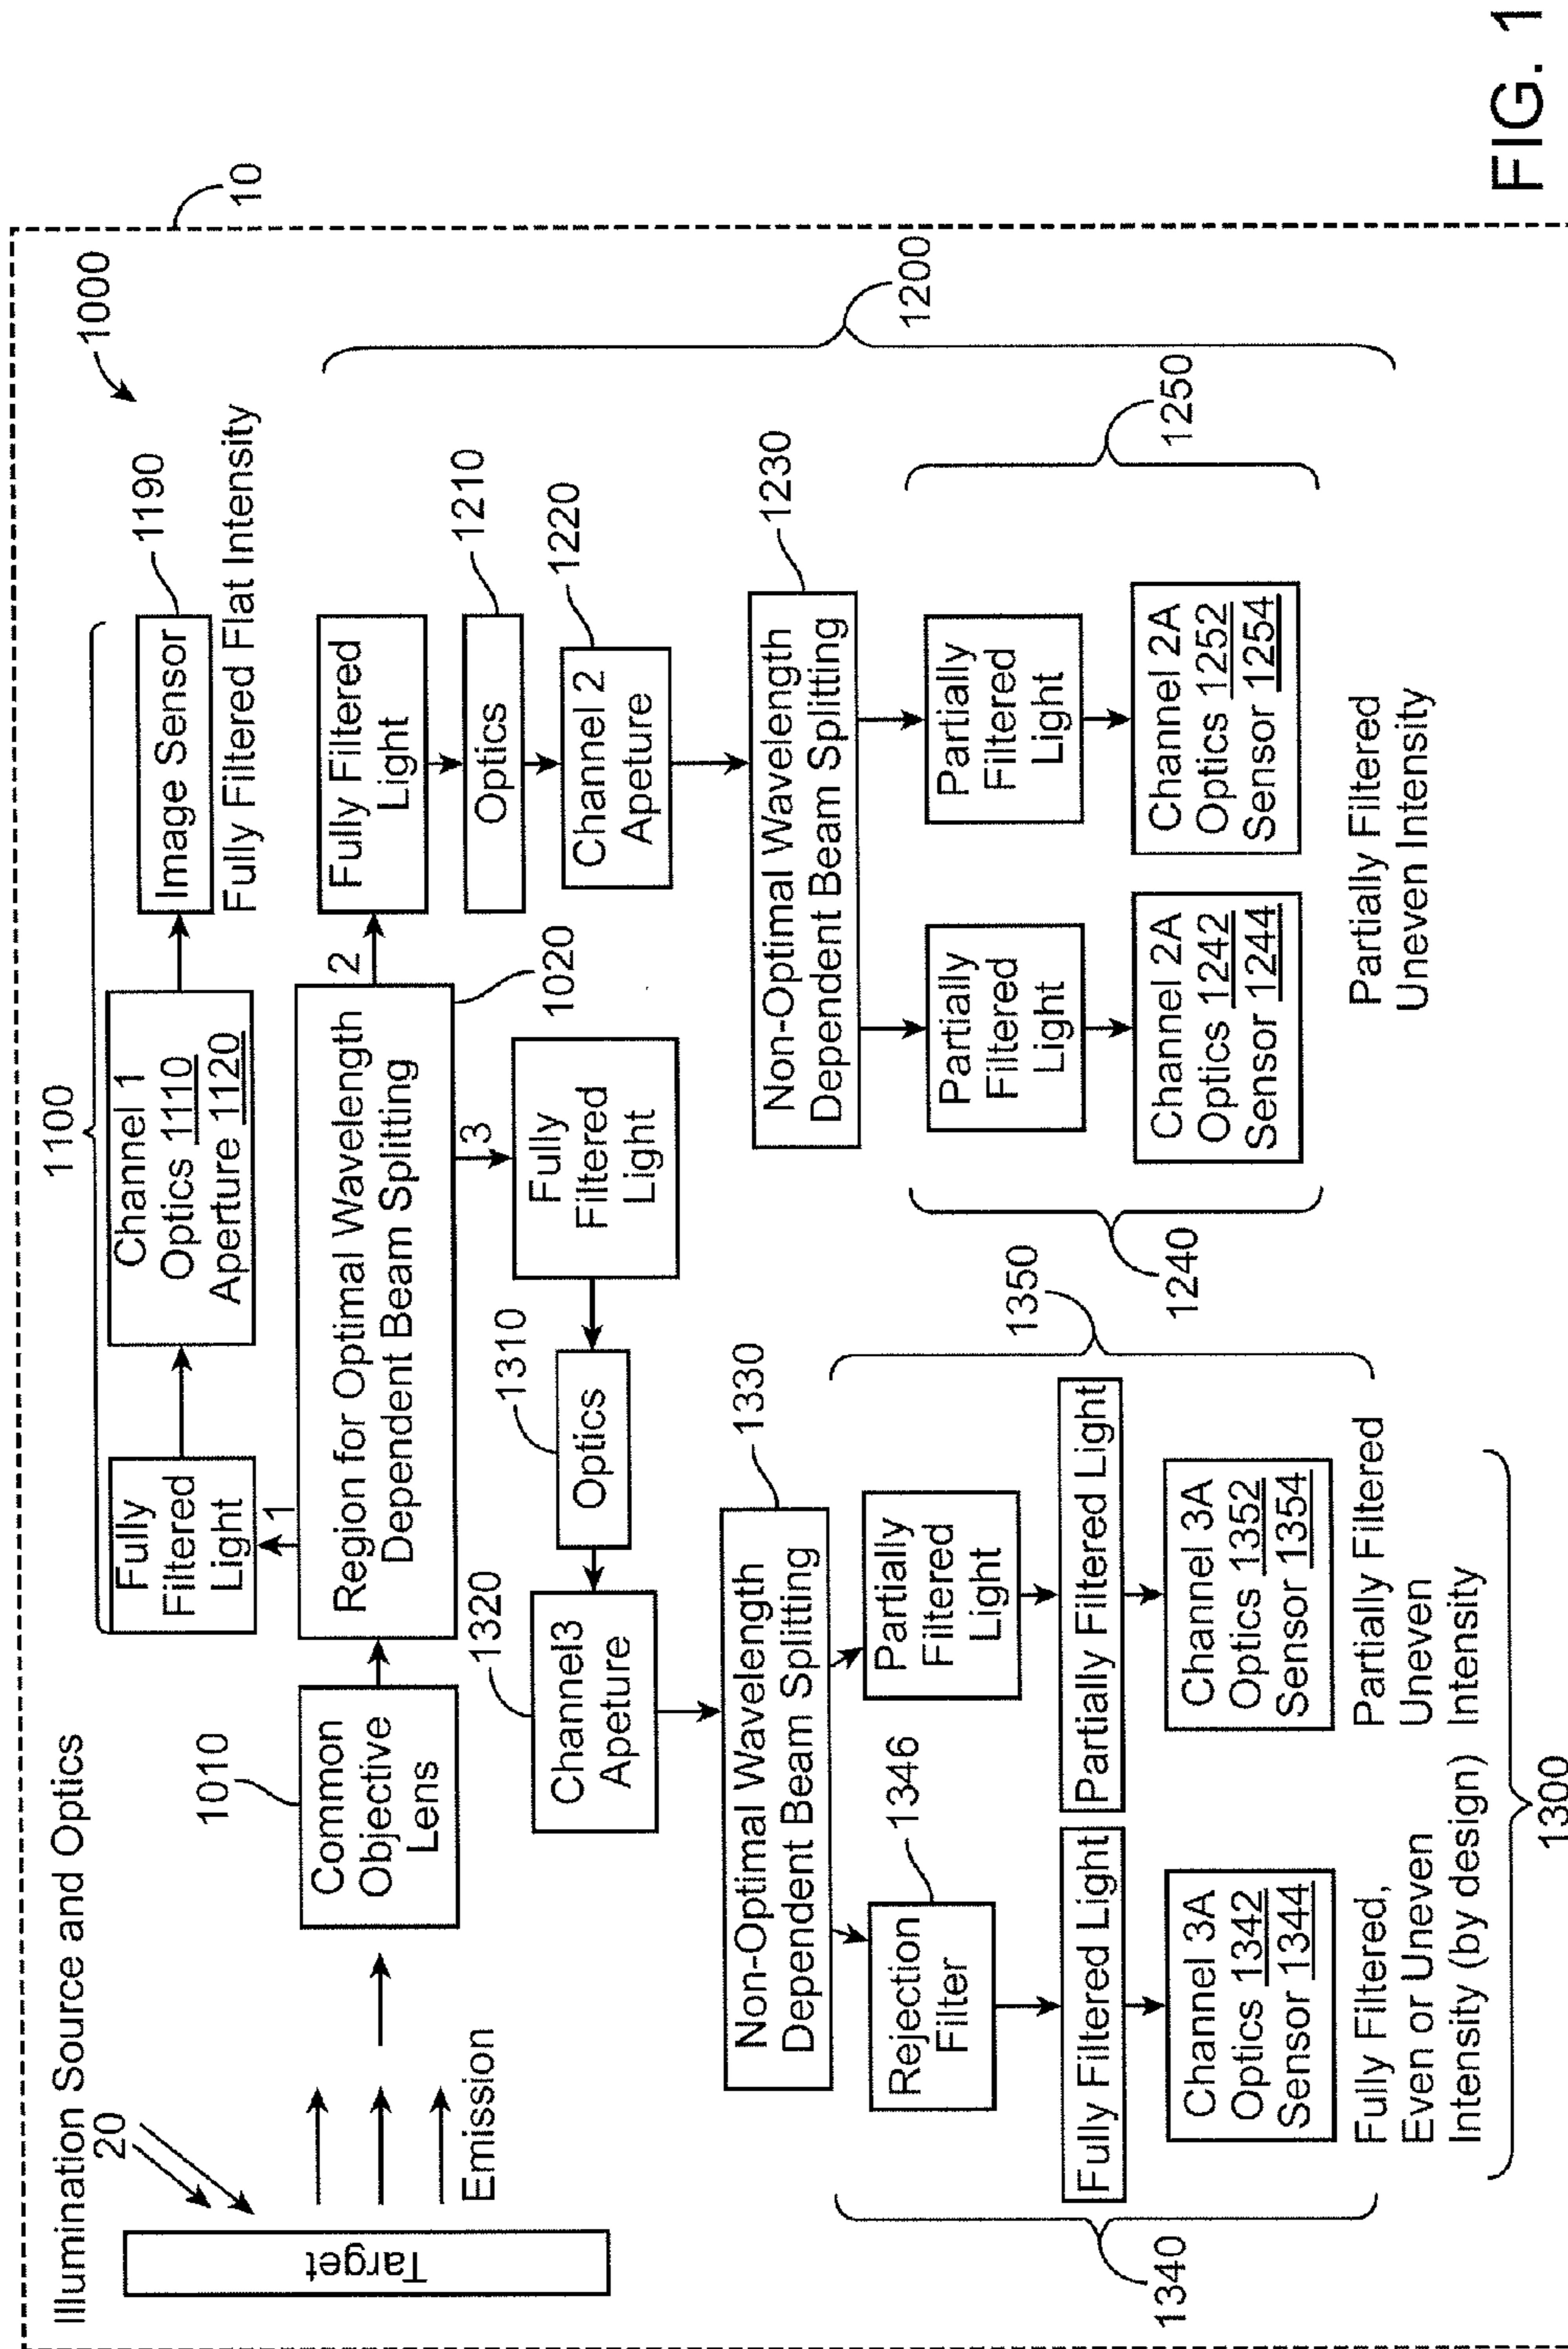 Illumination Source and Optics
20
Target
Emission
10
1000
1010
Common
Objective
Lens
1100
Fully
Filtered
Light
1
Channel 1
Optics 1110
Aperture 1120
1190
Image Sensor
Fully Filtered Flat Intensity
Region for Optimal Wavelength
Dependent Beam Splitting
1020
2
3
Fully Filtered
Light
1210
Optics
1220
Channel 2
Apeture
1200
1230
Non-Optimal Wavelength
Dependent Beam Splitting
1250
Partially
Filtered
Light
Partially
Filtered
Light
Channel 2A
Optics 1242
Sensor 1244
Channel 2A
Optics 1252
Sensor 1254
1240
Partially Filtered
Uneven Intensity
Fully
Filtered
Light
1310
Optics
1320
Channel3
Apeture
1330
Non-Optimal Wavelength
Dependent Beam Splitting
1350
1346
Rejection
Filter
Partially
Filtered
Light
Fully Filtered Light
Partially Filtered Light
Channel 3A
Optics 1342
Sensor 1344
Channel 3A
Optics 1352
Sensor 1354
1340
Fully Filtered,
Even or Uneven
Intensity (by design)
Partially Filtered
Uneven
Intensity
1300
FIG. 1